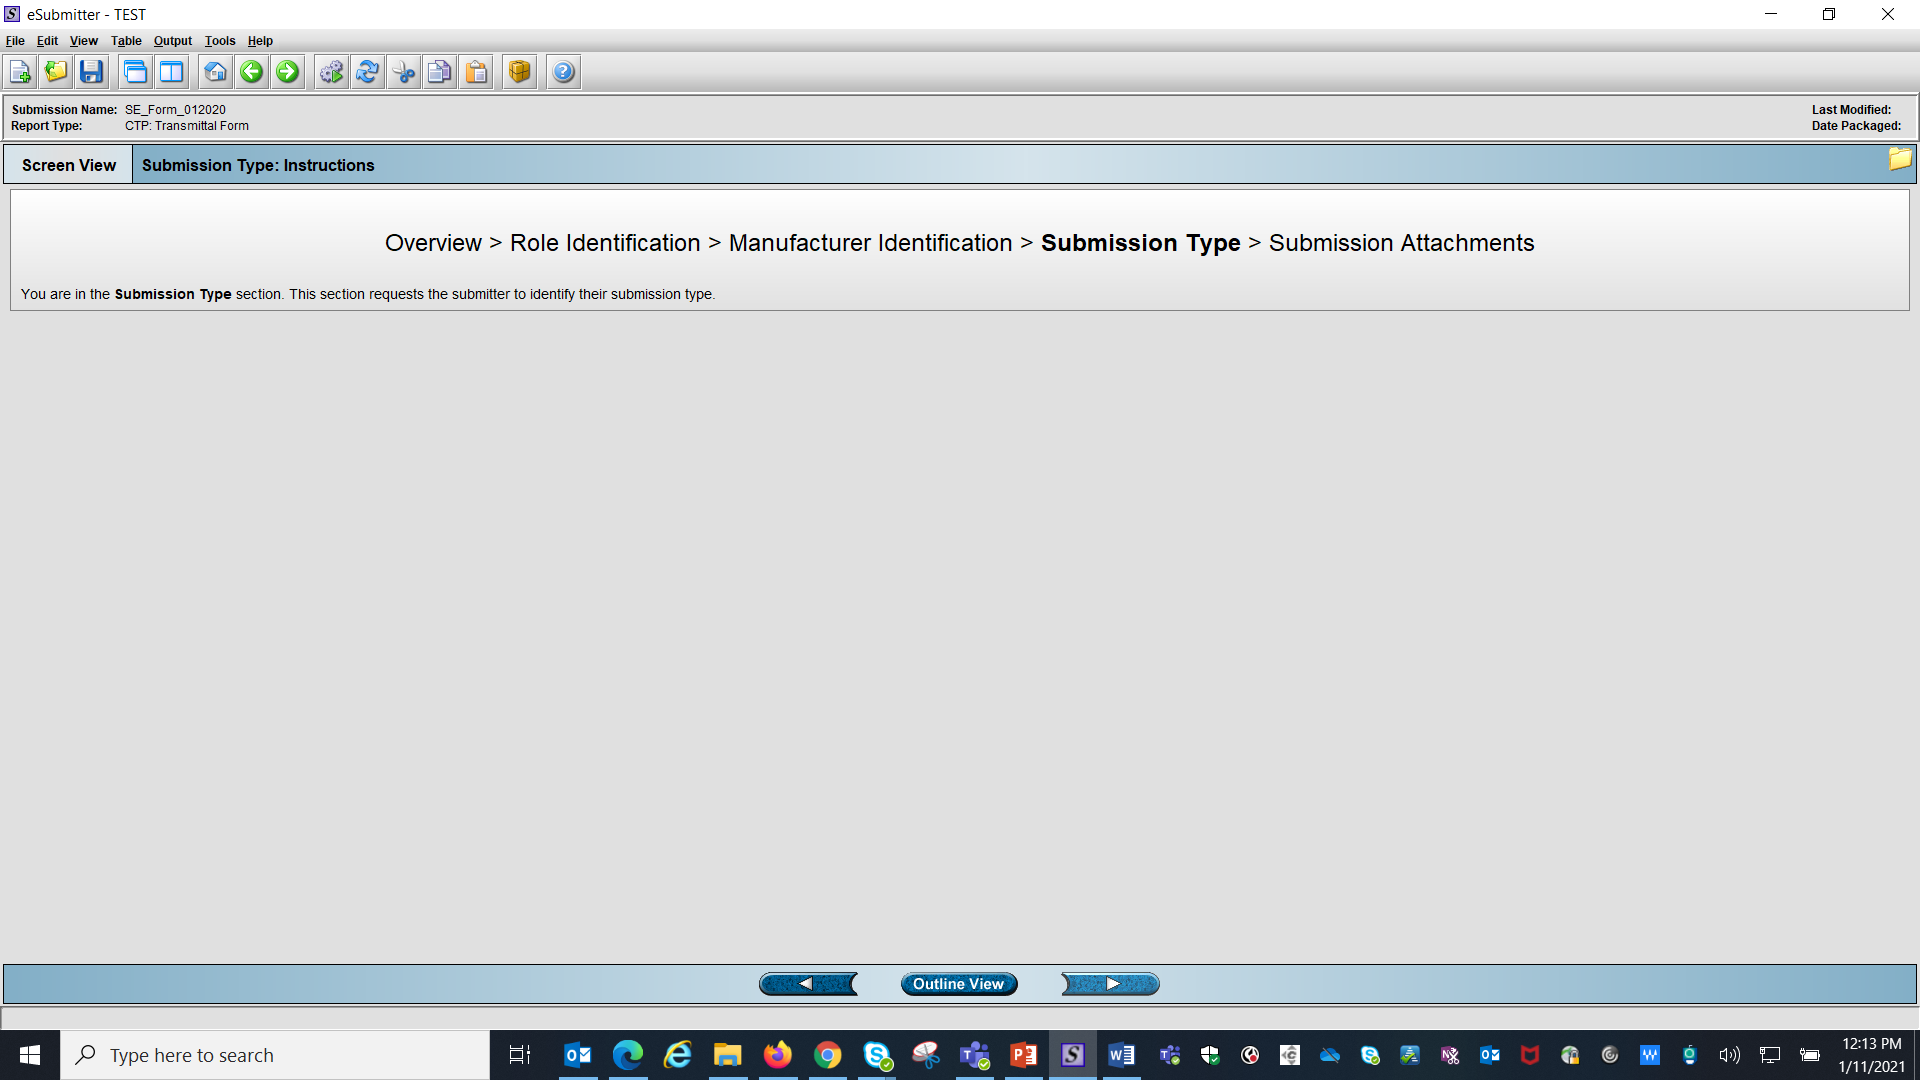 eSubmitter - TEST
File Edit View Table Output Tools Help
Submission Name: SE_Form_012020
Last Modified:
Report Type: CTP: Transmittal Form
Date Packaged:
Screen View Submission Type: Instructions
Overview > Role Identification > Manufacturer Identification > Submission Type > Submission Attachments
You are in the Submission Type section. This section requests the submitter to identify their submission type.
Outline View
Type here to search
12:13 PM
1/11/2021